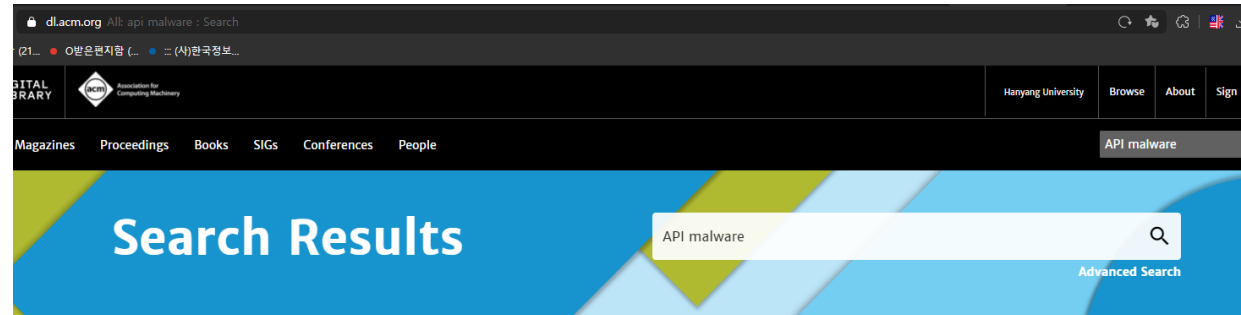 dl.acm.org All: api malware : Search
(21... O받은편지함 (... ::: (사)한국정보...
GITAL
BRARY
acm
Association for
Computing Machinery
Hanyang University Browse About Sign
Magazines Proceedings Books SIGs Conferences People
API malware
Search Results
API malware
Advanced Search